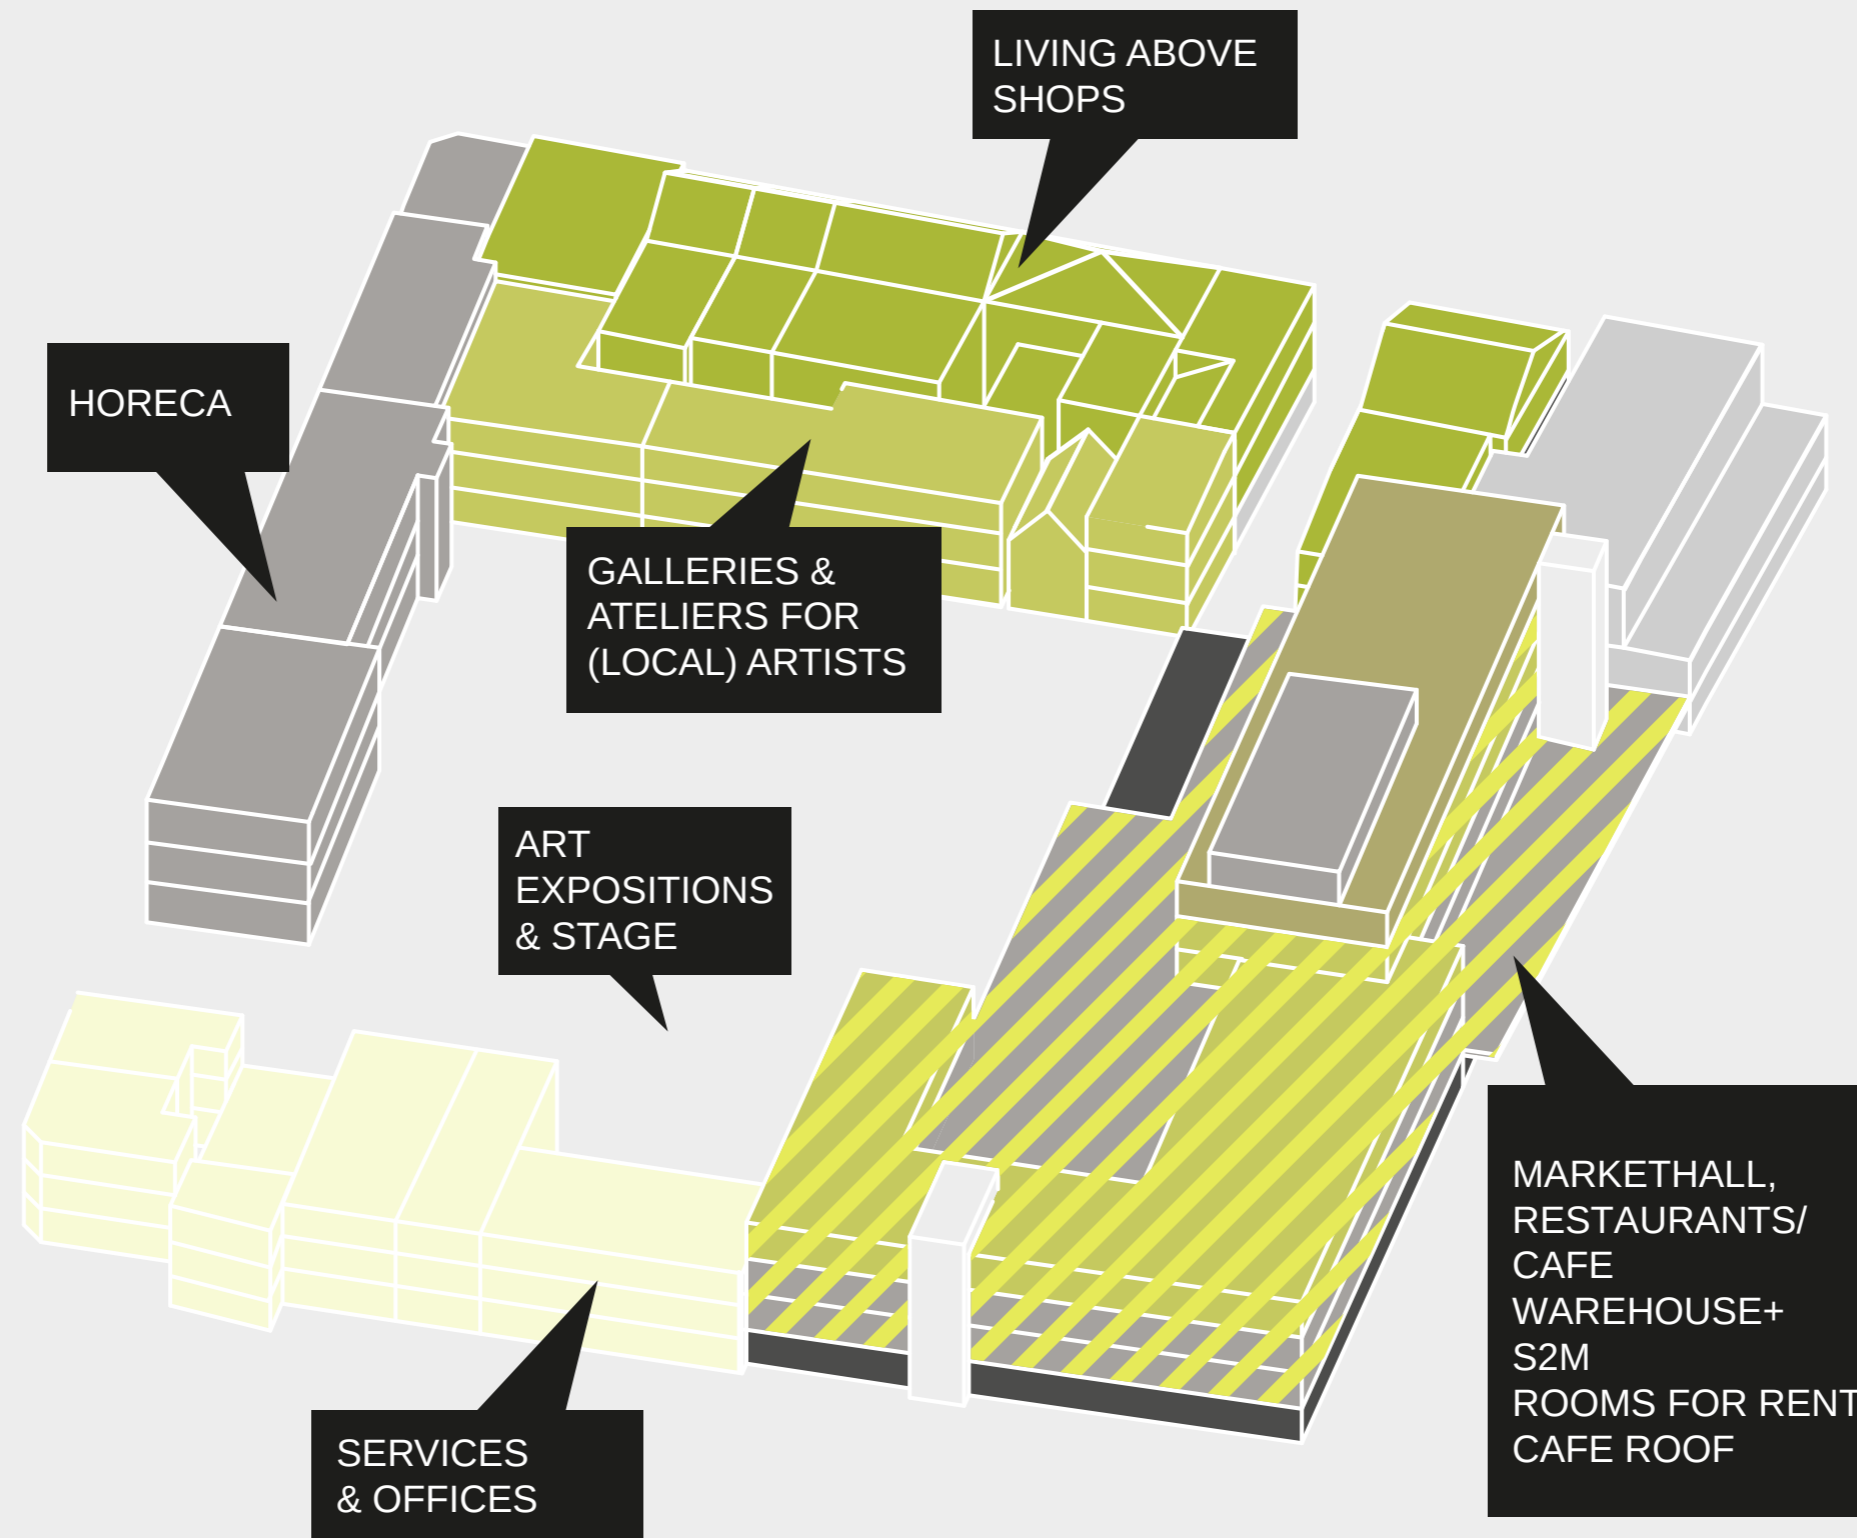 LIVING ABOVE
SHOPS
HORECA
GALLERIES &
ATELIERS FOR
(LOCAL) ARTISTS
ART
EXPOSITIONS
& STAGE
MARKETHALL,
RESTAURANTS/
CAFE
WAREHOUSE+
S2M
ROOMS FOR RENT
CAFE ROOF
SERVICES
& OFFICES